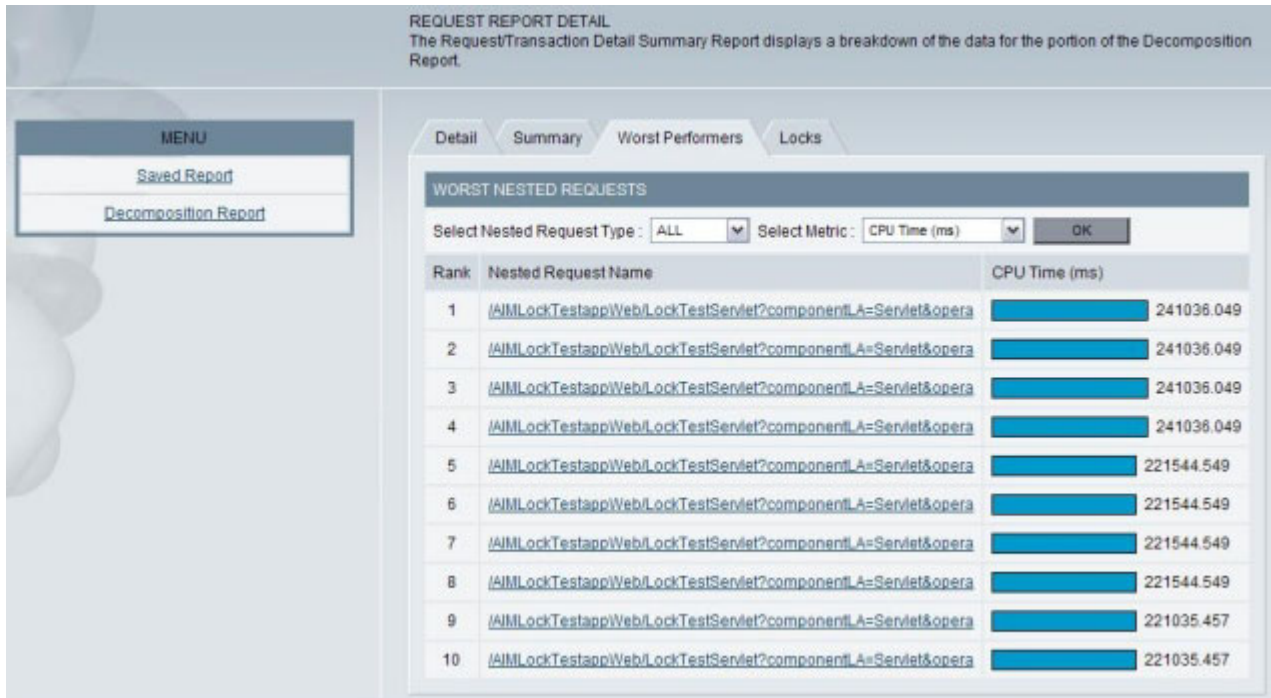 REQUEST REPORT DETAIL
The Request/Transaction Detail Summary Report displays a breakdown of the data for the portion of the Decomposition
Report.
MENU
Saved Report
Decomposition Report
Detail Summary Worst Performers Locks
WORST NESTED REQUESTS
Select Nested Request Type : ALL Select Metric : CPU Time (ms) OK
Rank Nested Request Name CPU Time (ms)
1 /AIMLockTestappWeb/LockTestServlet?componentLA=Servlet&opera 241036.049
2 /AIMLockTestappWeb/LockTestServlet?componentLA=Servlet&opera 241036.049
3 /AIMLockTestappWeb/LockTestServlet?componentLA=Servlet&opera 241036.049
4 /AIMLockTestappWeb/LockTestServlet?componentLA=Servlet&opera 241036.049
5 /AIMLockTestappWeb/LockTestServlet?componentLA=Servlet&opera 221544.549
6 /AIMLockTestappWeb/LockTestServlet?componentLA=Servlet&opera 221544.549
7 /AIMLockTestappWeb/LockTestServlet?componentLA=Servlet&opera 221544.549
8 /AIMLockTestappWeb/LockTestServlet?componentLA=Servlet&opera 221544.549
9 /AIMLockTestappWeb/LockTestServlet?componentLA=Servlet&opera 221035.457
10 /AIMLockTestappWeb/LockTestServlet?componentLA=Servlet&opera 221035.457